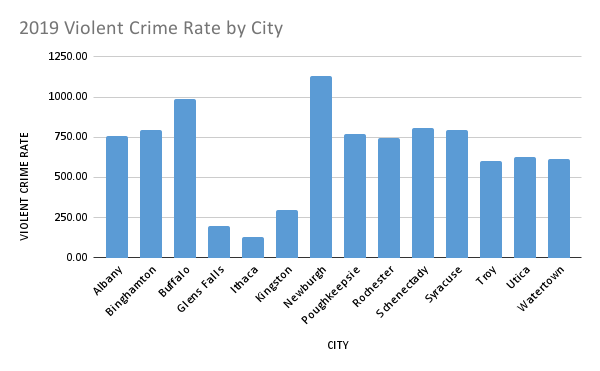 2019 Violent Crime Rate by City
1250.00
1000.00
750.00
500.00
250.00
0.00
VIOLENT CRIME RATE
Albany
Binghamton
Buffalo
Glens Falls
Ithaca
Kingston
Newburgh
Poughkeepsie
Rochester
Schenectady
Syracuse
Troy
Utica
Watertown
CITY